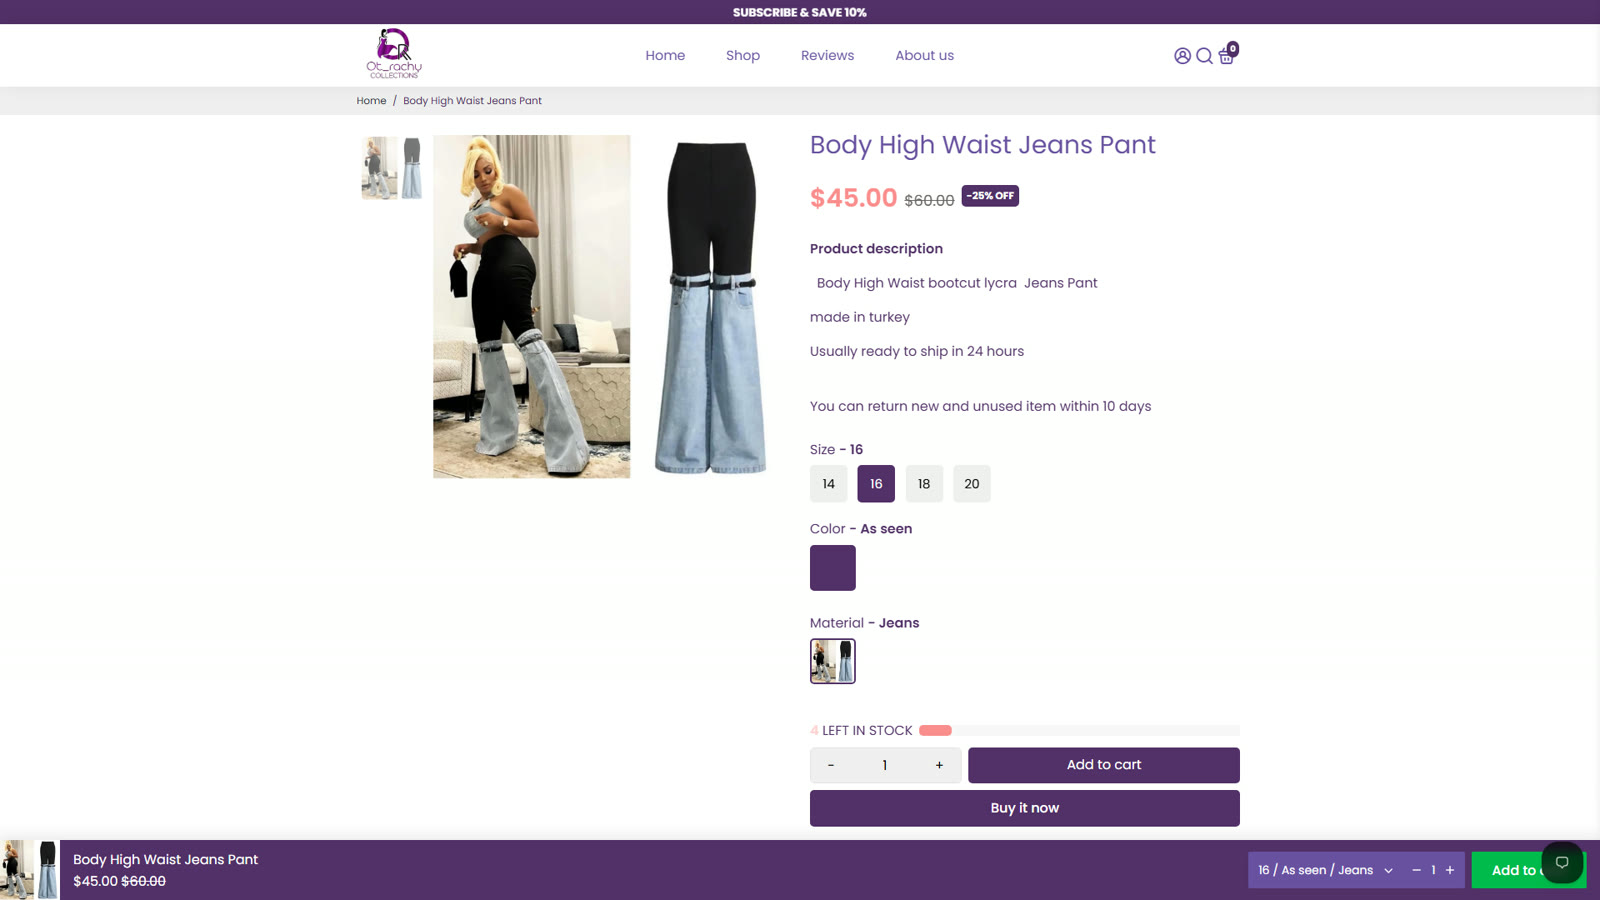 SUBSCRIBE & SAVE 10%
Ot_rachy
COLLECTIONS
Home
Shop
Reviews
About us
0
Home / Body High Waist Jeans Pant
Body High Waist Jeans Pant
$45.00 $60.00 -25% OFF
Product description
Body High Waist bootcut lycra Jeans Pant
made in turkey
Usually ready to ship in 24 hours
You can return new and unused item within 10 days
Size - 16
14 16 18 20
Color - As seen
Material - Jeans
4 LEFT IN STOCK
- 1 +
Add to cart
Buy it now
Body High Waist Jeans Pant
$45.00 $60.00
16 / As seen / Jeans
− 1 +
Add to